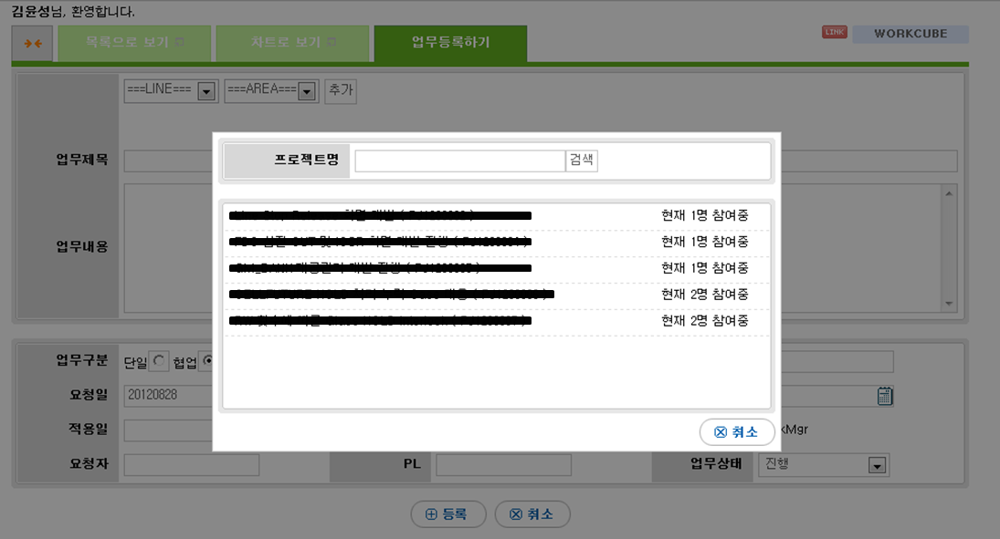 김윤성님, 환영합니다.
목록으로 보기 차트로 보기 업무등록하기 LINK WORKCUBE
===LINE=== ===AREA=== 추가
업무제목
업무내용
프로젝트명 검색
현재 1명 참여중
현재 1명 참여중
현재 1명 참여중
현재 2명 참여중
현재 2명 참여중
취소
업무구분 단일 협업
요청일 20120828
적용일 kMgr
요청자 PL 업무상태 진행
등록 취소